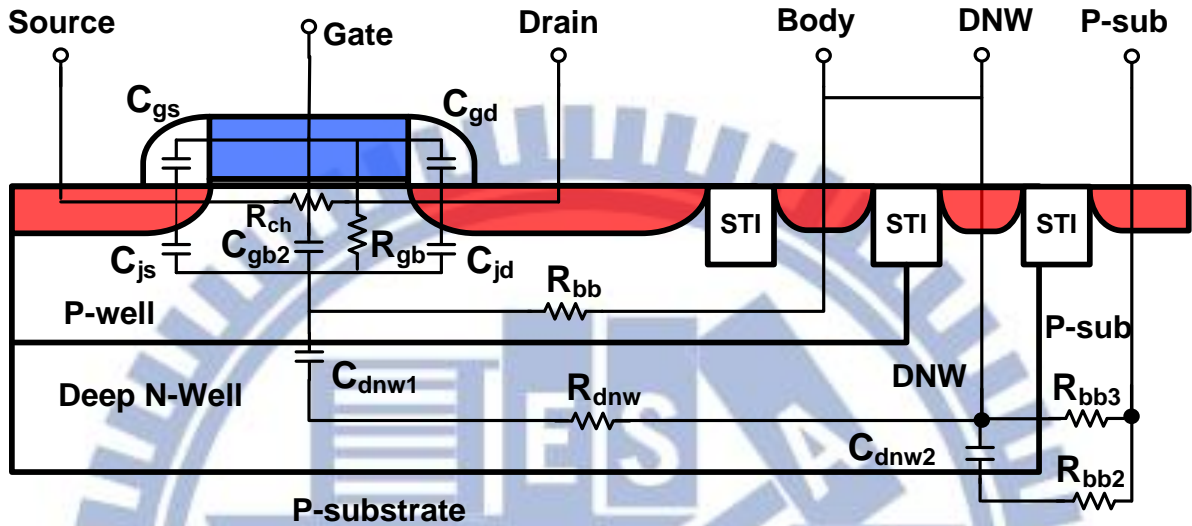 Source
Gate
Drain
Body
DNW
P-sub
Cgs
Cgd
Rch
STI
STI
STI
Cjs
Cgb2
Rgb
Cjd
Rbb
P-well
P-sub
Cdnw1
Deep N-Well
Rdnw
DNW
Rbb3
Cdnw2
Rbb2
P-substrate
ES
A